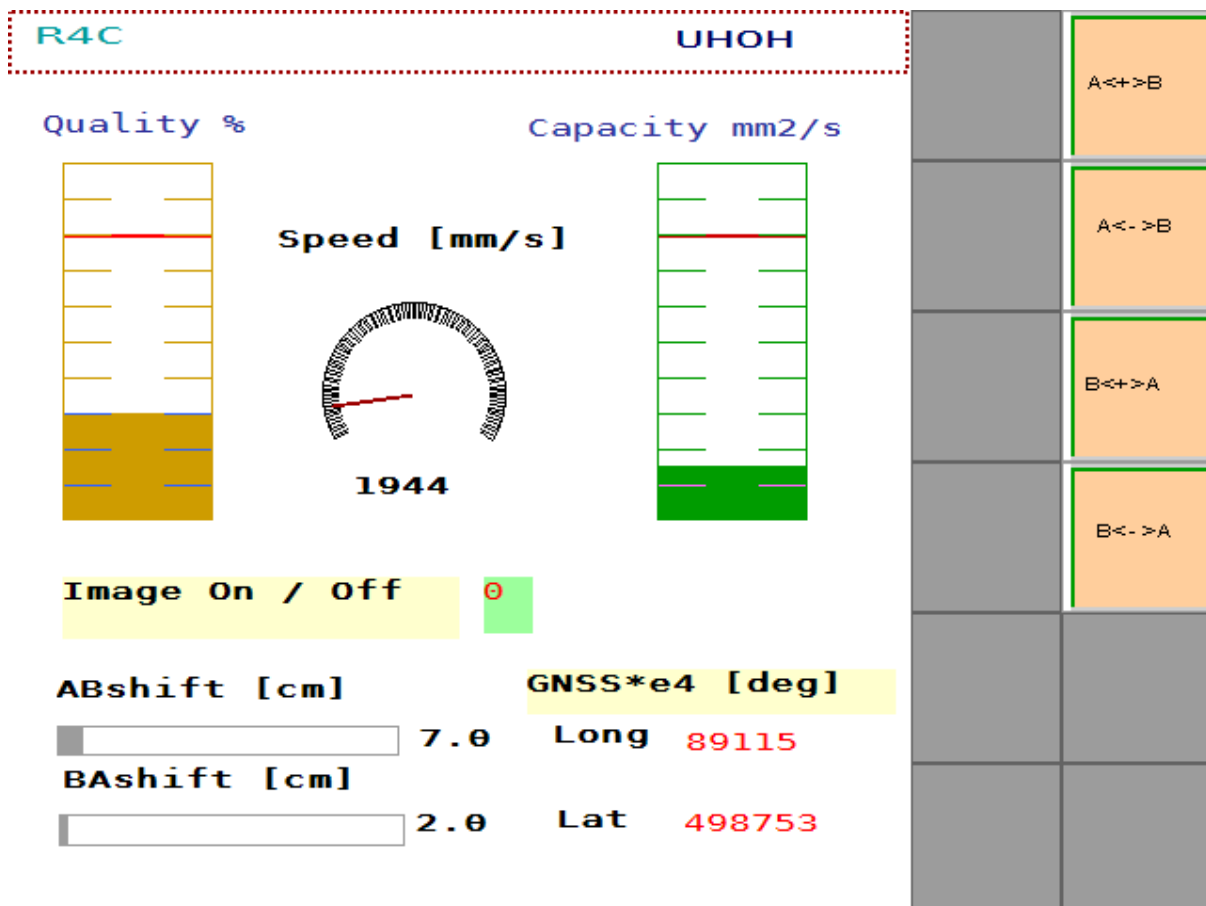 R4C UHOH
Quality % Capacity mm2/s
Speed [mm/s]
1944
Image On / Off 0
ABshift [cm] GNSS*e4 [deg]
7.0 Long 89115
BAshift [cm]
2.0 Lat 498753
A<+>B
A<->B
B<+>A
B<->A